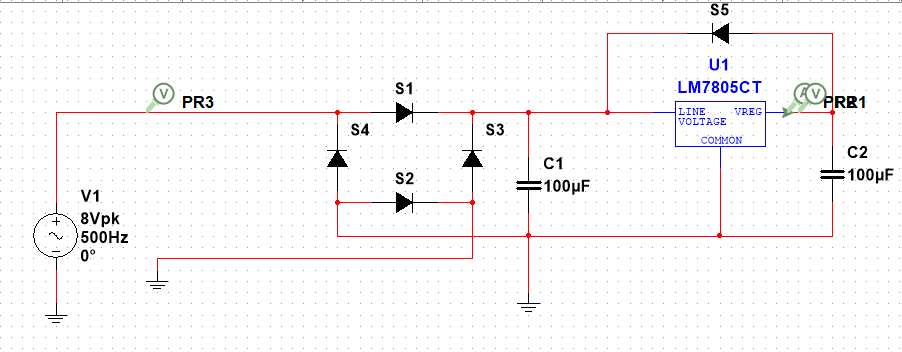 S5
U1
LM7805CT
V
PR3
S1
A V
PR1
LINE VREG
VOLTAGE
COMMON
S4
S3
C1
100µF
S2
C2
100µF
V1
8Vpk
500Hz
0°